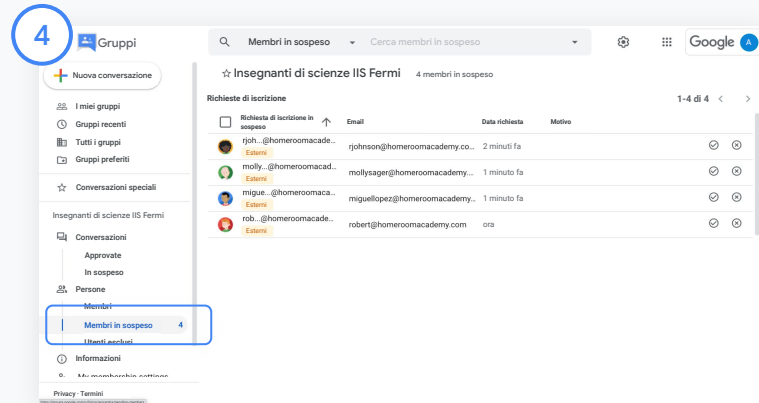 4
Gruppi
Membri in sospeso
Cerca membri in sospeso
Google
A
Nuova conversazione
Insegnanti di scienze IIS Fermi
4 membri in sospeso
Richieste di iscrizione
1-4 di 4
I miei gruppi
Gruppi recenti
Tutti i gruppi
Gruppi preferiti
Conversazioni speciali
Insegnanti di scienze IIS Fermi
Conversazioni
Approvate
In sospeso
Persone
Membri
Membri in sospeso 4
Utenti esclusi
Informazioni
My membership settings
Privacy - Termini
Richiesta di iscrizione in sospeso
Email
Data richiesta
Motivo
rjoh...@homeroomacade...
Esterni
rjohnson@homeroomacademy.co...
2 minuti fa
molly...@homeroomacad...
Esterni
mollysager@homeroomacademy....
1 minuto fa
migue...@homeroomaca...
Esterni
miguellopez@homeroomacademy...
1 minuto fa
rob...@homeroomacade...
Esterni
robert@homeroomacademy.com
ora